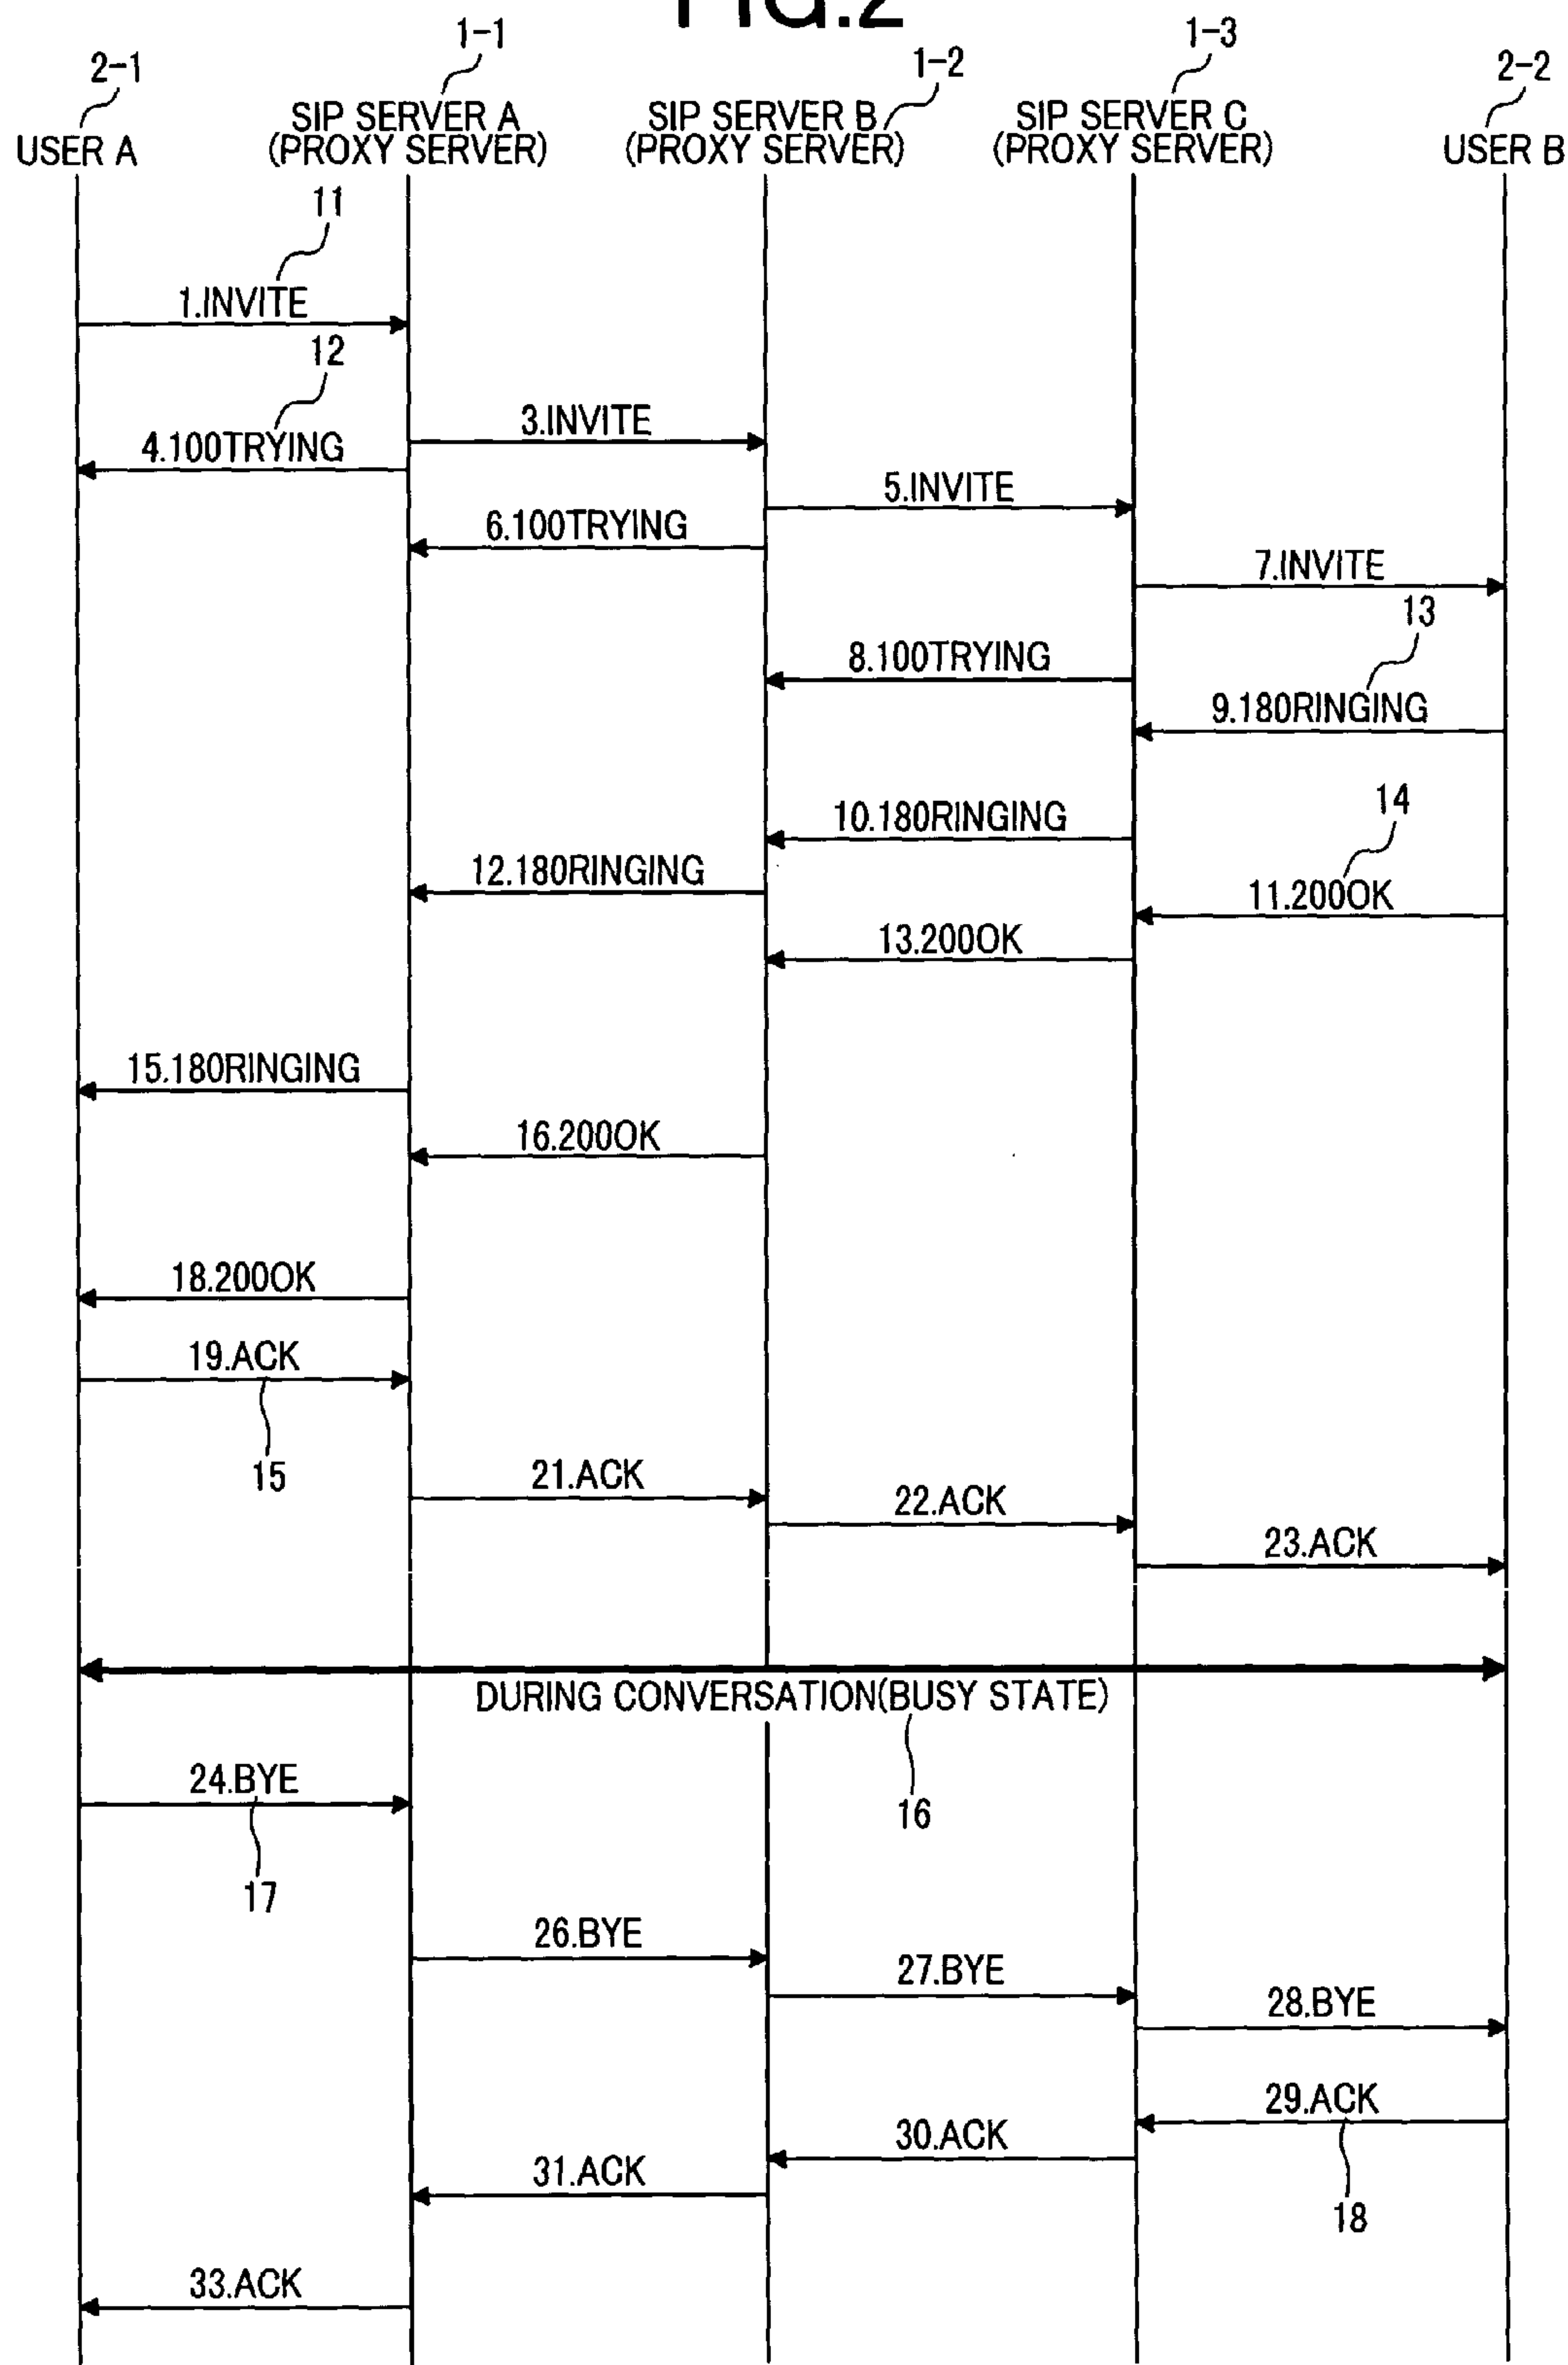 FIG.2
1-1
1-3
1-2
2-1
2-2
SIP SERVER A
SIP SERVER B
SIP SERVER C
USER A
(PROXY SERVER)
(PROXY SERVER)
(PROXY SERVER)
USER B
11
1.INVITE
12
3.INVITE
4.100TRYING
5.INVITE
6.100TRYING
7.INVITE
13
8.100TRYING
9.180RINGING
14
10.180RINGING
12.180RINGING
11.200OK
13.200OK
15.180RINGING
16.200OK
18.200OK
19.ACK
15
21.ACK
22.ACK
23.ACK
DURING CONVERSATION(BUSY STATE)
24.BYE
16
17
26.BYE
27.BYE
28.BYE
29.ACK
30.ACK
31.ACK
18
33.ACK